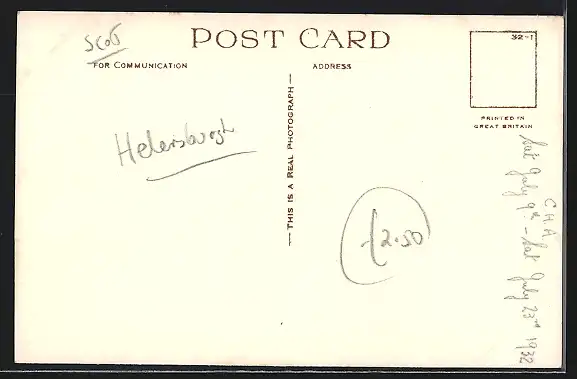 Scot
POST CARD
FOR COMMUNICATION
ADDRESS
Helensburgh
— THIS IS A REAL PHOTOGRAPH —
£2.50
32-1
PRINTED IN
GREAT BRITAIN
C H A
Sat July 9th - Sat July 23rd 1932